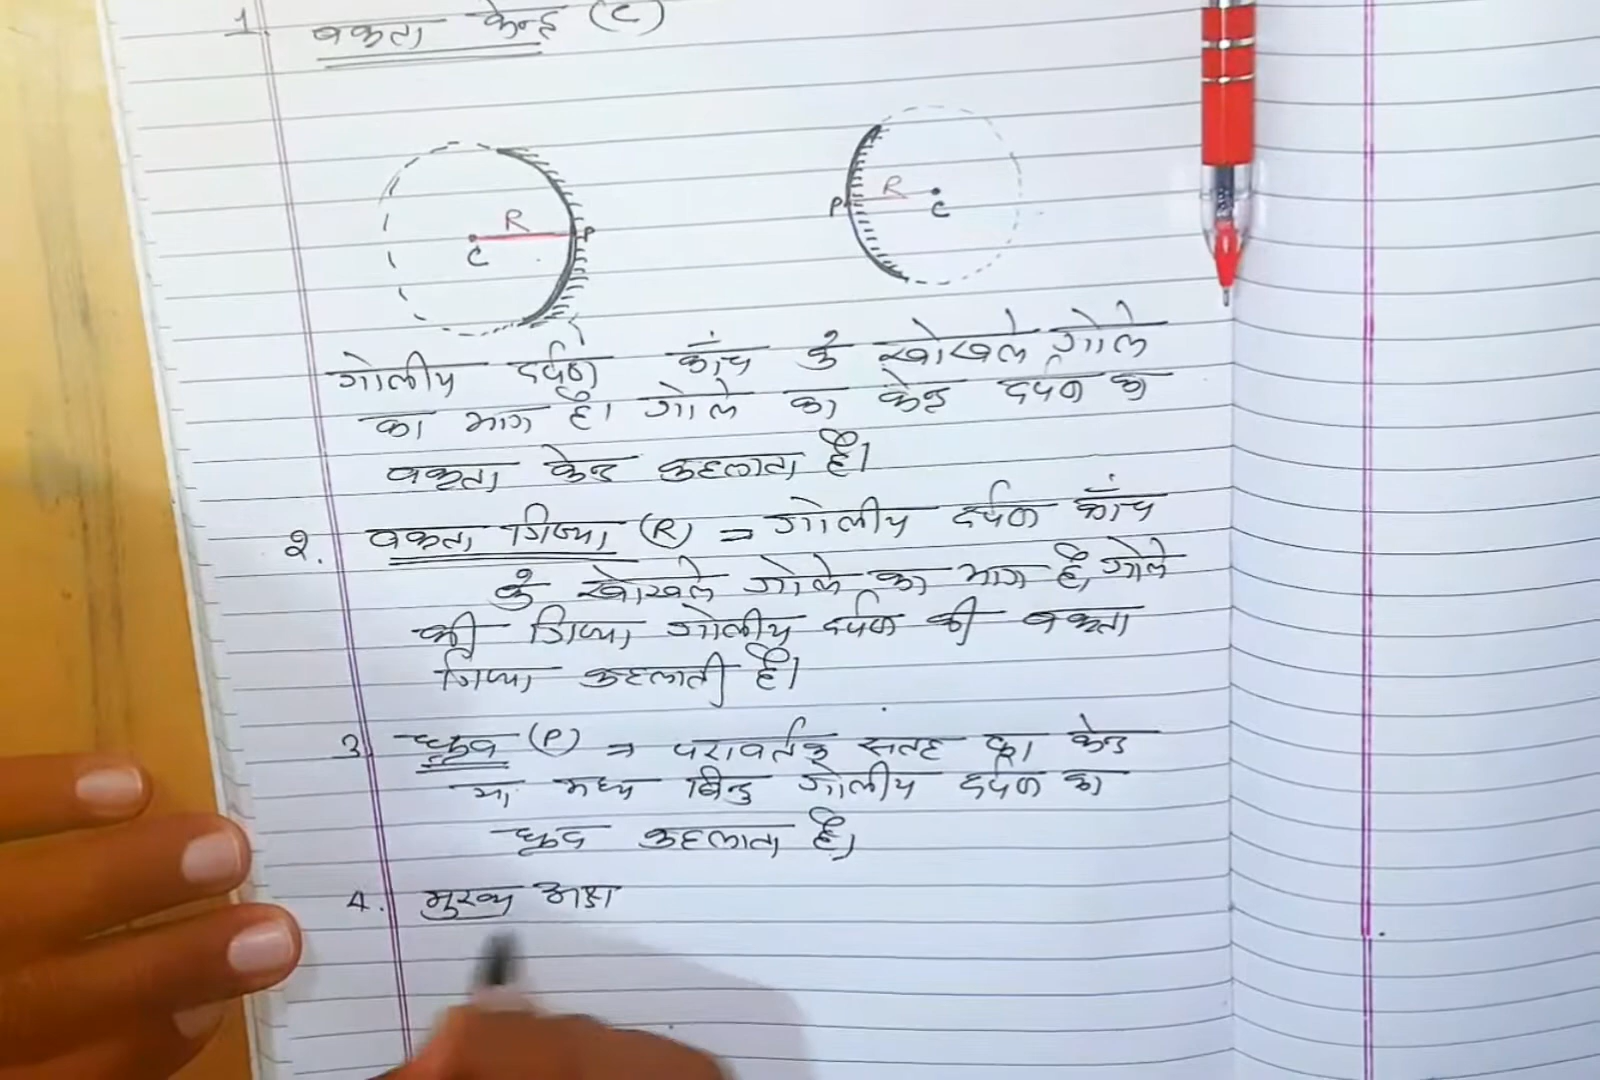 1. वक्रता केन्द्र (C)
R
C
P
P
R
C
गोलीय दर्पण कांच के खोखले गोले
का भाग है। गोले का केन्द्र दर्पण का
वक्रता केन्द्र कहलाता है।
2. वक्रता त्रिज्या (R) ⇒ गोलीय दर्पण कांच
के खोखले गोले का भाग है, गोले
की त्रिज्या गोलीय दर्पण की वक्रता
त्रिज्या कहलाती है।
3. ध्रुव (P) ⇒ परावर्तक सतह का केन्द्र
या मध्य बिन्दु गोलीय दर्पण का
ध्रुव कहलाता है।
4. मुख्य अक्ष